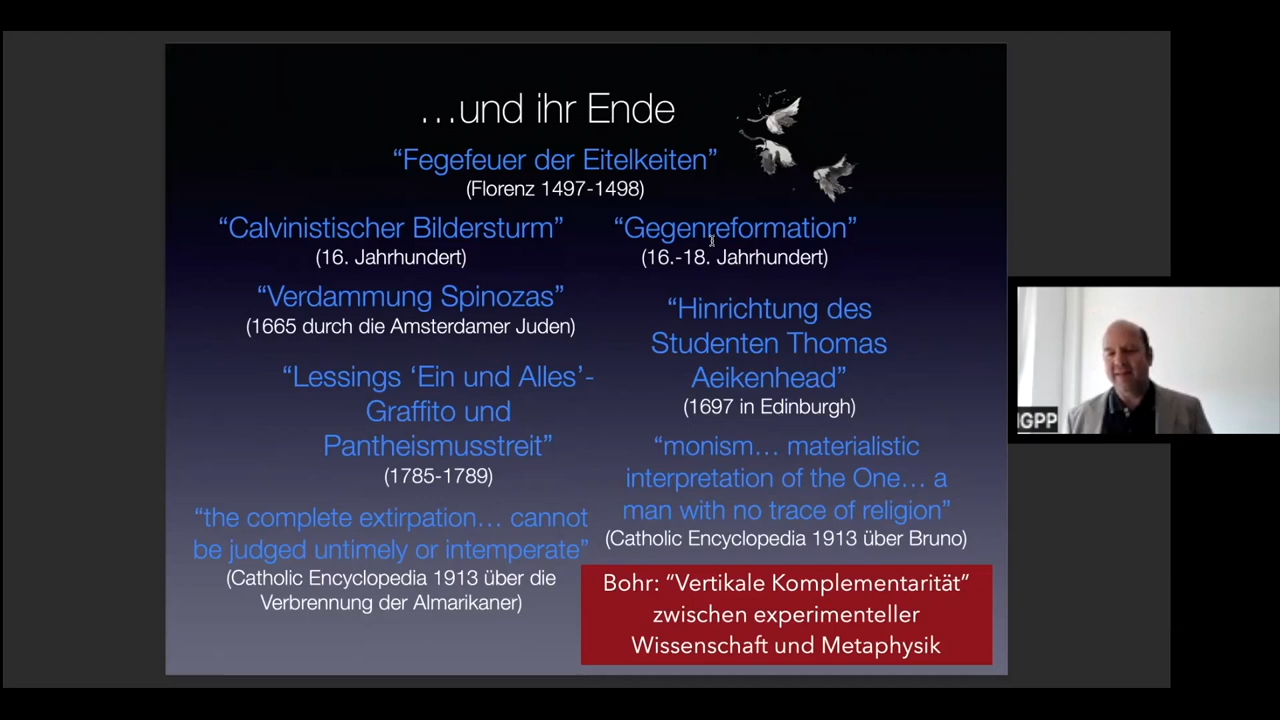 ...und ihr Ende
“Fegefeuer der Eitelkeiten”
(Florenz 1497-1498)
“Calvinistischer Bildersturm”
(16. Jahrhundert)
“Gegenreformation”
(16.-18. Jahrhundert)
“Verdammung Spinozas”
(1665 durch die Amsterdamer Juden)
“Hinrichtung des
Studenten Thomas
Aeikenhead”
(1697 in Edinburgh)
“Lessings ‘Ein und Alles’-
Graffito und
Pantheismusstreit”
(1785-1789)
“monism... materialistic
interpretation of the One... a
man with no trace of religion”
(Catholic Encyclopedia 1913 über Bruno)
“the complete extirpation... cannot
be judged untimely or intemperate”
(Catholic Encyclopedia 1913 über die
Verbrennung der Almarikaner)
Bohr: “Vertikale Komplementarität”
zwischen experimenteller
Wissenschaft und Metaphysik
IGPP